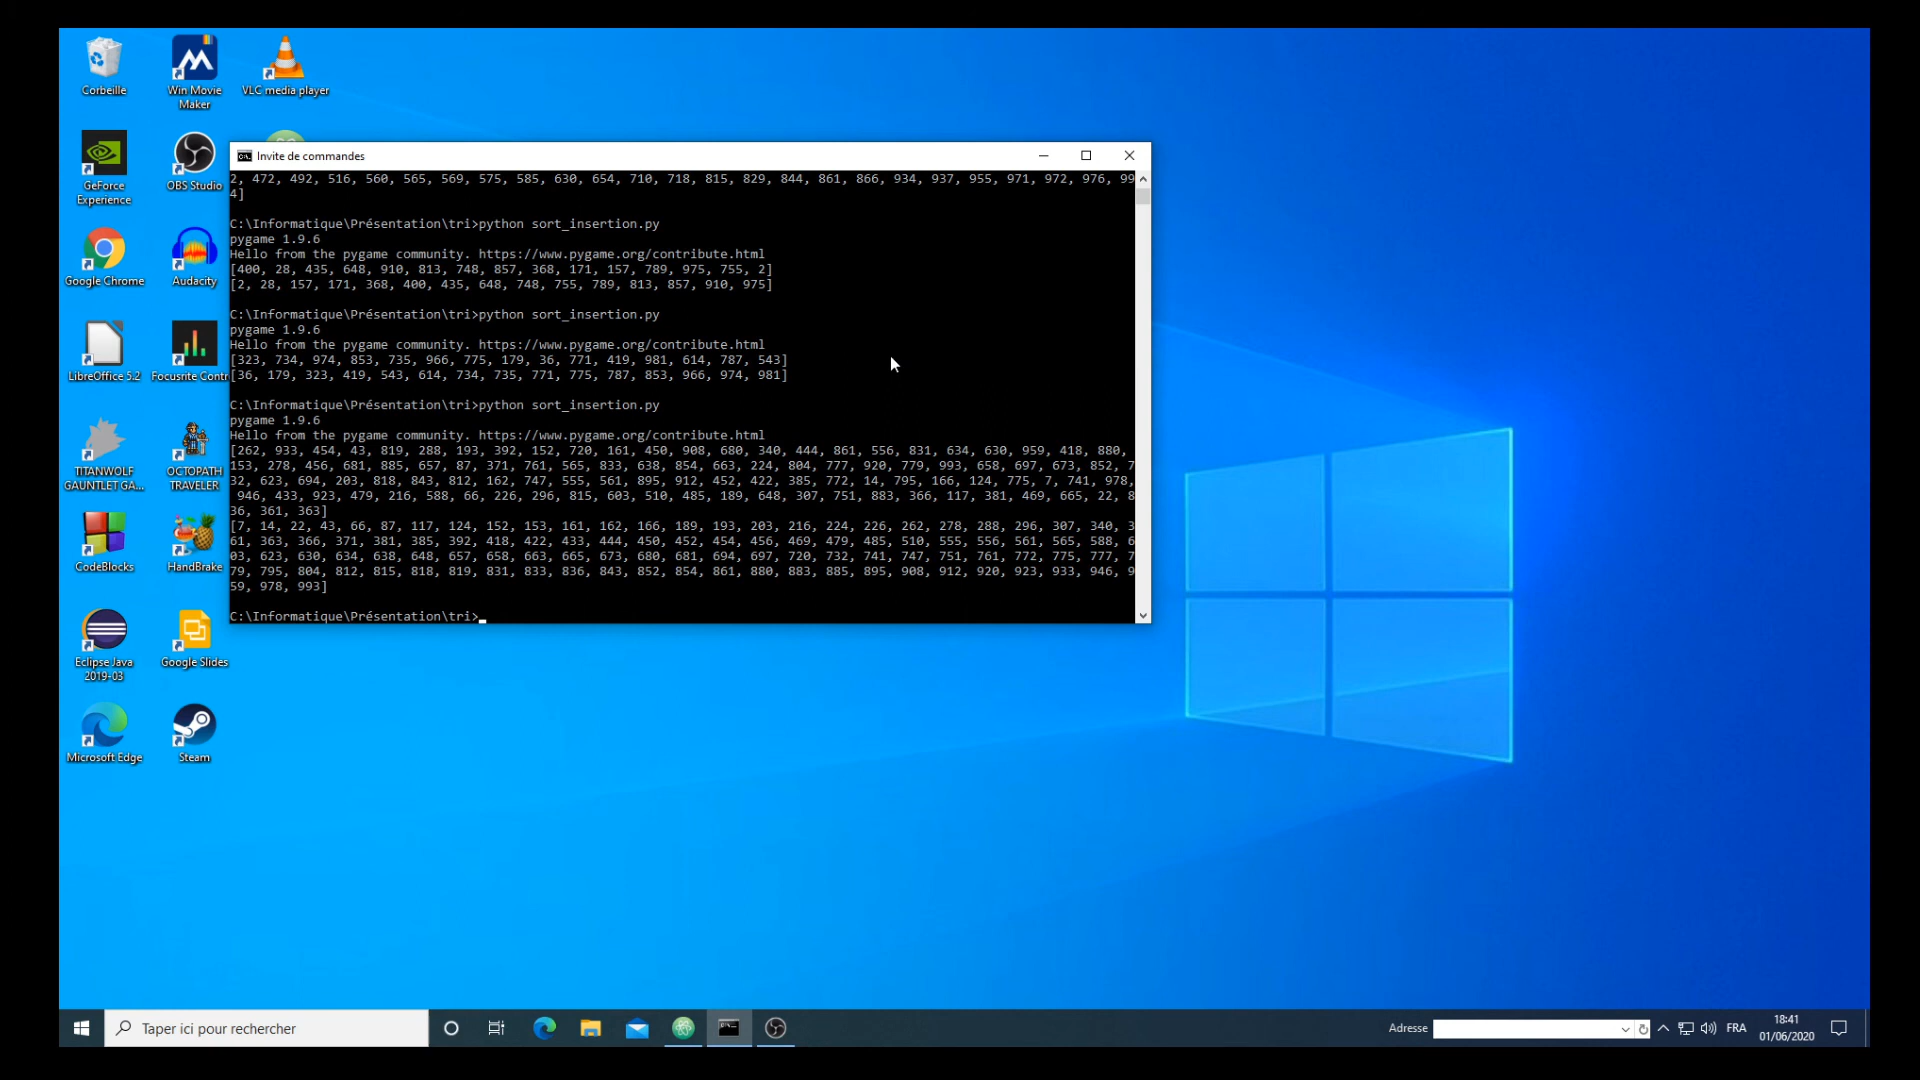 Corbeille
Win Movie Maker
VLC media player
GeForce Experience
OBS Studio
Google Chrome
Audacity
LibreOffice 5.2
Focusrite Contr
TITANWOLF GAUNTLET GA...
OCTOPATH TRAVELER
CodeBlocks
HandBrake
Eclipse Java 2019-03
Google Slides
Microsoft Edge
Steam
Invite de commandes
2, 472, 492, 516, 560, 565, 569, 575, 585, 630, 654, 710, 718, 815, 829, 844, 861, 866, 934, 937, 955, 971, 972, 976, 99
4]
C:\Informatique\Présentation\tri>python sort_insertion.py
pygame 1.9.6
Hello from the pygame community. https://www.pygame.org/contribute.html
[400, 28, 435, 648, 910, 813, 748, 857, 368, 171, 157, 789, 975, 755, 2]
[2, 28, 157, 171, 368, 400, 435, 648, 748, 755, 789, 813, 857, 910, 975]
C:\Informatique\Présentation\tri>python sort_insertion.py
pygame 1.9.6
Hello from the pygame community. https://www.pygame.org/contribute.html
[323, 734, 974, 853, 735, 966, 775, 179, 36, 771, 419, 981, 614, 787, 543]
[36, 179, 323, 419, 543, 614, 734, 735, 771, 775, 787, 853, 966, 974, 981]
C:\Informatique\Présentation\tri>python sort_insertion.py
pygame 1.9.6
Hello from the pygame community. https://www.pygame.org/contribute.html
[262, 933, 454, 43, 819, 288, 193, 392, 152, 720, 161, 450, 908, 680, 340, 444, 861, 556, 831, 634, 630, 959, 418, 880,
153, 278, 456, 681, 885, 657, 87, 371, 761, 565, 833, 638, 854, 663, 224, 804, 777, 920, 779, 993, 658, 697, 673, 852, 7
32, 623, 694, 203, 818, 843, 812, 162, 747, 555, 561, 895, 912, 452, 422, 385, 772, 14, 795, 166, 124, 775, 7, 741, 978,
946, 433, 923, 479, 216, 588, 66, 226, 296, 815, 603, 510, 485, 189, 648, 307, 751, 883, 366, 117, 381, 469, 665, 22, 8
36, 361, 363]
[7, 14, 22, 43, 66, 87, 117, 124, 152, 153, 161, 162, 166, 189, 193, 203, 216, 224, 226, 262, 278, 288, 296, 307, 340, 3
61, 363, 366, 371, 381, 385, 392, 418, 422, 433, 444, 450, 452, 454, 456, 469, 479, 485, 510, 555, 556, 561, 565, 588, 6
03, 623, 630, 634, 638, 648, 657, 658, 663, 665, 673, 680, 681, 694, 697, 720, 732, 741, 747, 751, 761, 772, 775, 777, 7
79, 795, 804, 812, 815, 818, 819, 831, 833, 836, 843, 852, 854, 861, 880, 883, 885, 895, 908, 912, 920, 923, 933, 946, 9
59, 978, 993]
C:\Informatique\Présentation\tri>
Taper ici pour rechercher
Adresse
FRA
18:41
01/06/2020